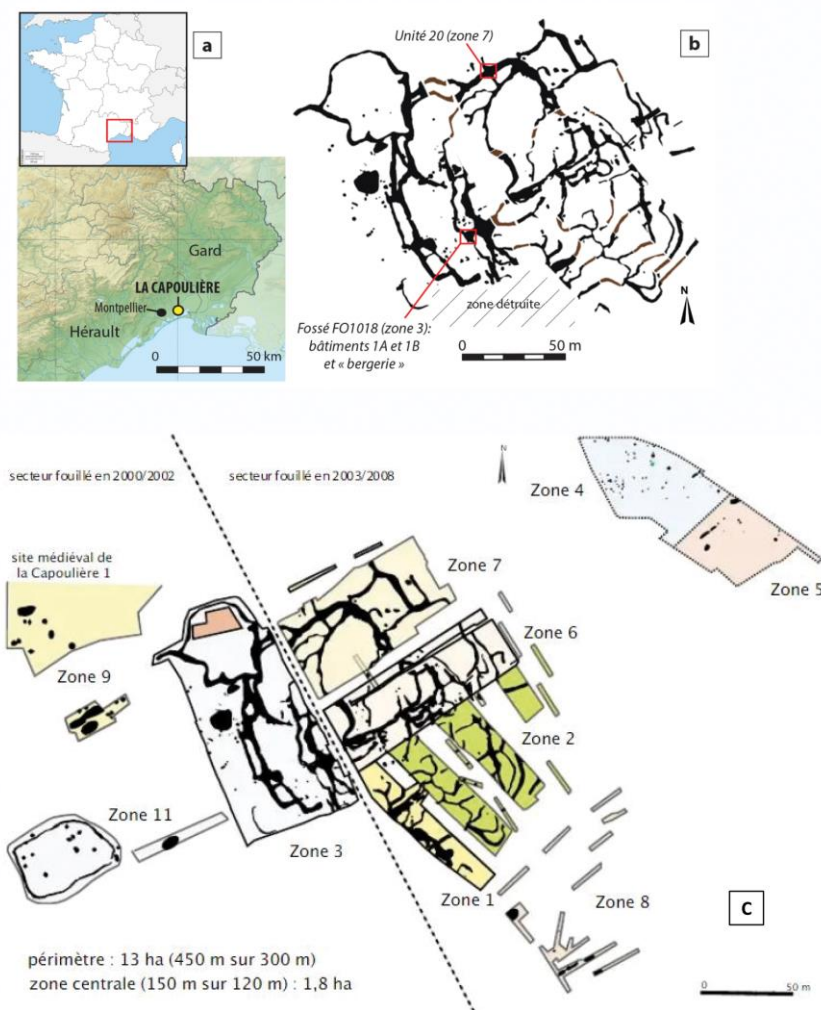 a
Gard
LA CAPOULIÈRE
Montpellier
Hérault
0 50 km
b
Unité 20 (zone 7)
zone détruite
N
Fossé FO1018 (zone 3):
bâtiments 1A et 1B
et « bergerie »
0 50 m
secteur fouillé en 2000/2002
secteur fouillé en 2003/2008
N
Zone 4
Zone 5
site médiéval de
la Capoulière 1
Zone 7
Zone 6
Zone 9
Zone 2
Zone 11
Zone 3
Zone 1
Zone 8
c
périmètre : 13 ha (450 m sur 300 m)
zone centrale (150 m sur 120 m) : 1,8 ha
0 50 m